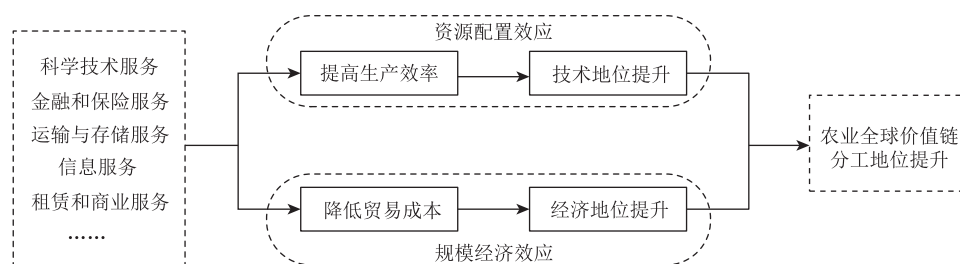 科学技术服务
金融和保险服务
运输与存储服务
信息服务
租赁和商业服务
……
资源配置效应
提高生产效率
技术地位提升
降低贸易成本
经济地位提升
规模经济效应
农业全球价值链
分工地位提升